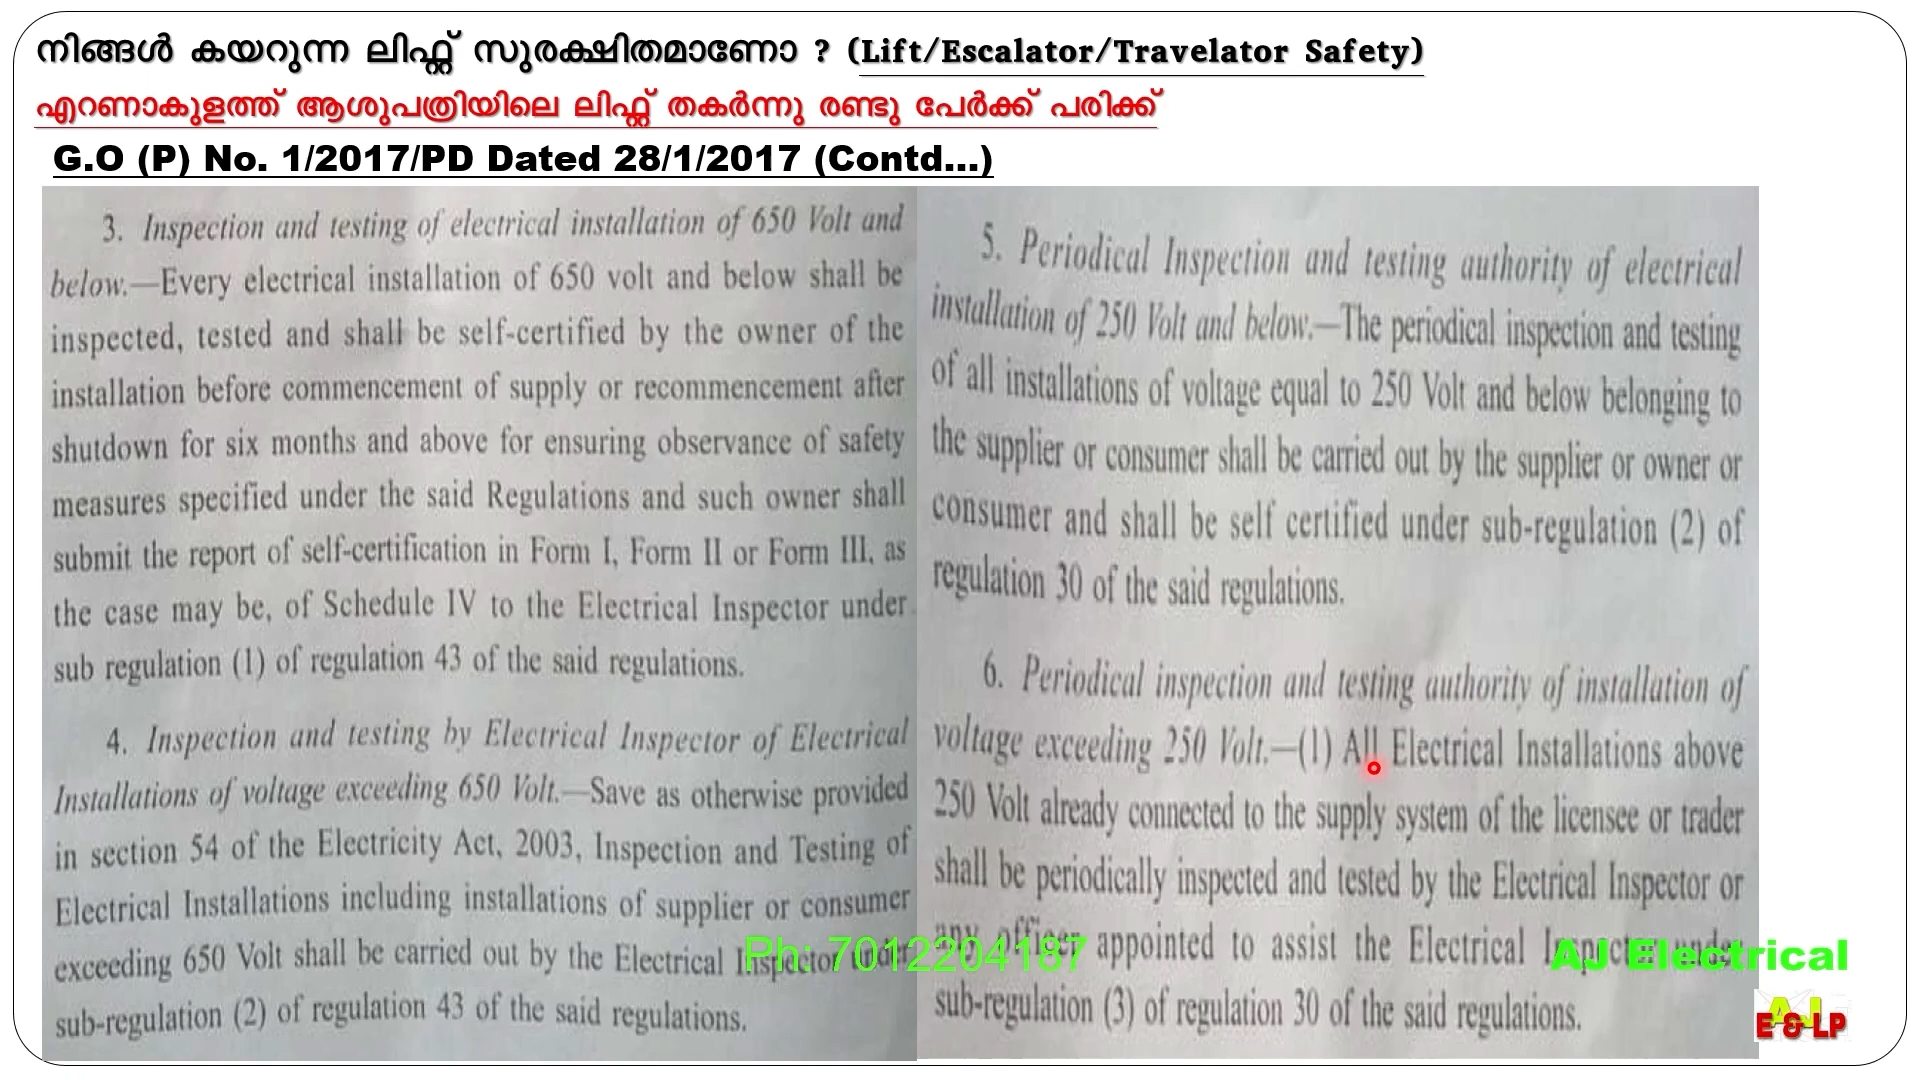 നിങ്ങൾ കയറുന്ന ലിഫ്റ്റ് സുരക്ഷിതമാണോ ? (Lift/Escalator/Travelator Safety)
എറണാകുളത്ത് ആശുപത്രിയിലെ ലിഫ്റ്റ് തകർന്നു രണ്ടു പേർക്ക് പരിക്ക്
G.O (P) No. 1/2017/PD Dated 28/1/2017 (Contd...)
3. Inspection and testing of electrical installation of 650 Volt and
below.—Every electrical installation of 650 volt and below shall be
inspected, tested and shall be self-certified by the owner of the
installation before commencement of supply or recommencement after
shutdown for six months and above for ensuring observance of safety
measures specified under the said Regulations and such owner shall
submit the report of self-certification in Form I, Form II or Form III, as
the case may be, of Schedule IV to the Electrical Inspector under
sub regulation (1) of regulation 43 of the said regulations.
4. Inspection and testing by Electrical Inspector of Electrical
Installations of voltage exceeding 650 Volt.—Save as otherwise provided
in section 54 of the Electricity Act, 2003, Inspection and Testing of
Electrical Installations including installations of supplier or consumer
exceeding 650 Volt shall be carried out by the Electrical Inspector under
sub-regulation (2) of regulation 43 of the said regulations.
5. Periodical Inspection and testing authority of electrical
installation of 250 Volt and below.—The periodical inspection and testing
of all installations of voltage equal to 250 Volt and below belonging to
the supplier or consumer shall be carried out by the supplier or owner or
consumer and shall be self certified under sub-regulation (2) of
regulation 30 of the said regulations.
6. Periodical inspection and testing authority of installation of
voltage exceeding 250 Volt.—(1) All Electrical Installations above
250 Volt already connected to the supply system of the licensee or trader
shall be periodically inspected and tested by the Electrical Inspector or
any officer appointed to assist the Electrical Inspector under
sub-regulation (3) of regulation 30 of the said regulations.
Ph: 7012204187
AJ Electrical
AJ
E & LP